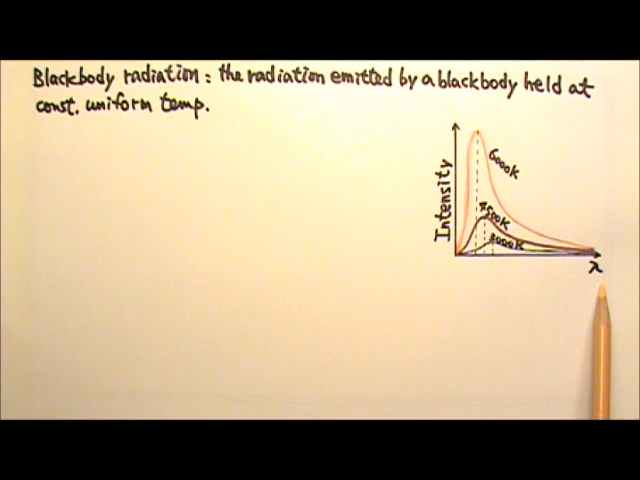 Blackbody radiation: the radiation emitted by a blackbody held at
const. uniform temp.
Intensity
6000K
4500K
3000K
λ